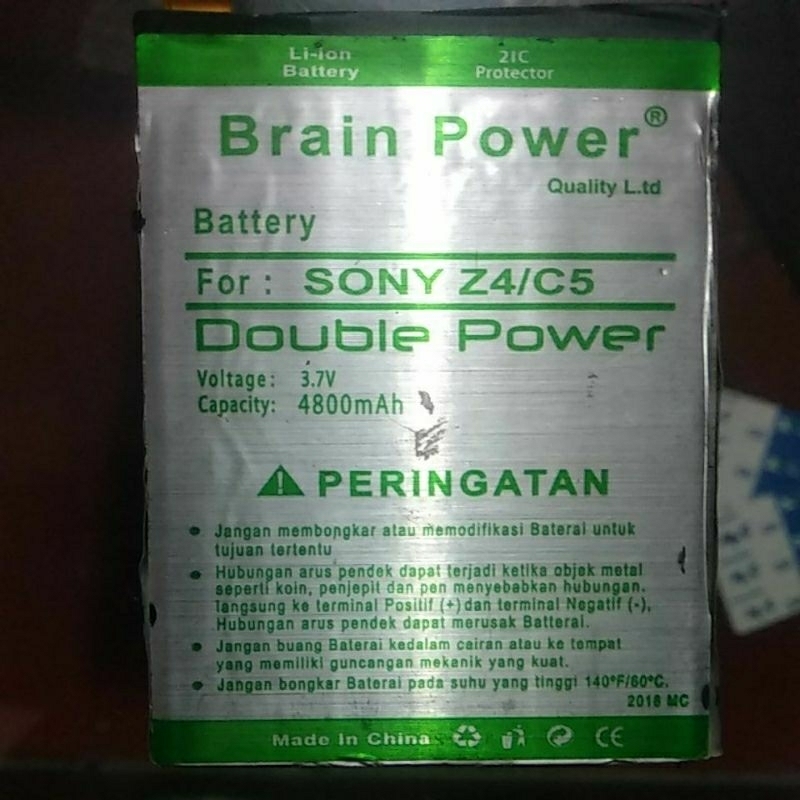 Li-ion
Battery
2IC
Protector
Brain Power®
Quality L.td
Battery
For : SONY Z4/C5
Double Power
Voltage: 3.7V
Capacity: 4800mAh
PERINGATAN
Jangan membongkar atau memodifikasi Baterai untuk
tujuan tertentu
Hubungan arus pendek dapat terjadi ketika objek metal
seperti koin, penjepit dan pen menyebabkan hubungan.
langsung ke terminal Positif (+) dan terminal Negatif (-),
Hubungan arus pendek dapat merusak Batterai.
Jangan buang Baterai kedalam cairan atau ke tempat
yang memiliki guncangan mekanik yang kuat.
Jangan bongkar Baterai pada suhu yang tinggi 140ºF/60ºC.
2016 MC
Made In China CE